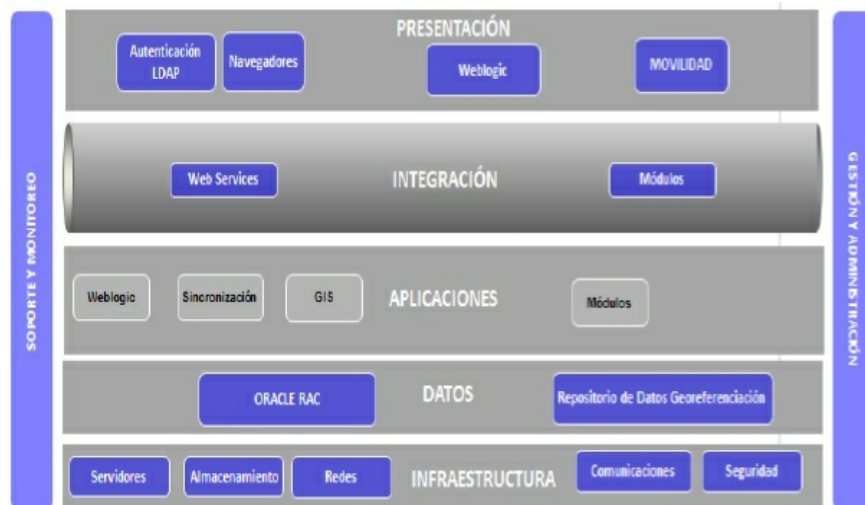 PRESENTACIÓN
Autenticación
LDAP
Navegadores
Weblogic
MOVILIDAD
SOPORTE Y MONITOREO
GESTIÓN Y ADMINISTRACIÓN
Web Services
INTEGRACIÓN
Módulos
Weblogic
Sincronización
GIS
APLICACIONES
Módulos
ORACLE RAC
DATOS
Repositorio de Datos Georeferenciación
Servidores
Almacenamiento
Redes
INFRAESTRUCTURA
Comunicaciones
Seguridad